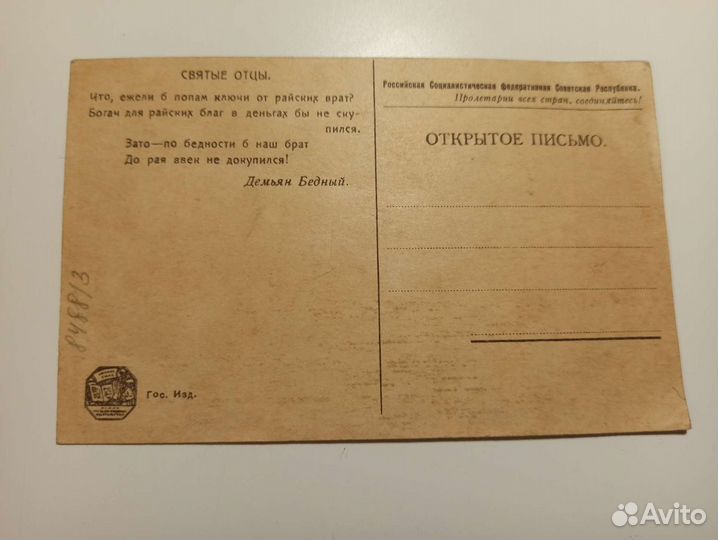 СВЯТЫЕ ОТЦЫ.
Что, ежели б попам ключи от райских врат?
Богач для райских благ в деньгах бы не ску-
пился.
Зато—по бедности б наш брат
До рая ввек не докупился!
Демьян Бедный.
8488/3
Гос. Изд.
Российская Социалистическая Федеративная Советская Республика.
Пролетарии всех стран, соединяйтесь!
ОТКРЫТОЕ ПИСЬМО.
Avito